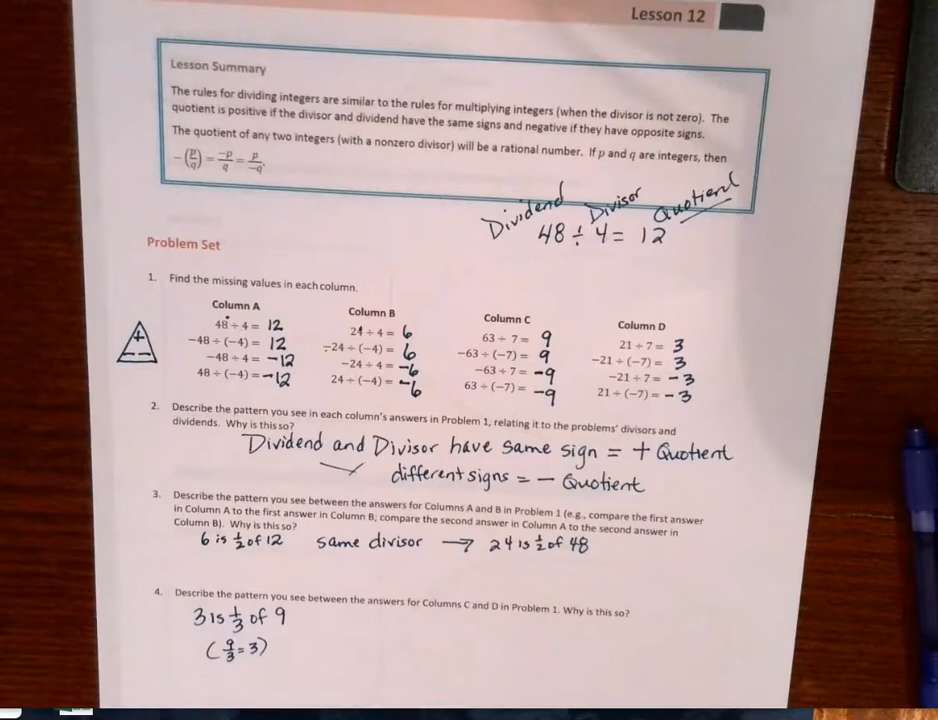 Lesson 12
Lesson Summary
The rules for dividing integers are similar to the rules for multiplying integers (when the divisor is not zero). The
quotient is positive if the divisor and dividend have the same signs and negative if they have opposite signs.
The quotient of any two integers (with a nonzero divisor) will be a rational number. If p and q are integers, then
−(p/q) = −p/q = p/−q.
Dividend Divisor Quotient
48 ÷ 4 = 12
Problem Set
1. Find the missing values in each column.
Column A Column B Column C Column D
48 ÷ 4 = 12 24 ÷ 4 = 6 63 ÷ 7 = 9 21 ÷ 7 = 3
−48 ÷ (−4) = 12 −24 ÷ (−4) = 6 −63 ÷ (−7) = 9 −21 ÷ (−7) = 3
−48 ÷ 4 = −12 −24 ÷ 4 = −6 −63 ÷ 7 = −9 −21 ÷ 7 = −3
48 ÷ (−4) = −12 24 ÷ (−4) = −6 63 ÷ (−7) = −9 21 ÷ (−7) = −3
+
− −
2. Describe the pattern you see in each column's answers in Problem 1, relating it to the problems' divisors and
dividends. Why is this so?
Dividend and Divisor have same sign = + Quotient
different signs = − Quotient
3. Describe the pattern you see between the answers for Columns A and B in Problem 1 (e.g., compare the first answer
in Column A to the first answer in Column B; compare the second answer in Column A to the second answer in
Column B). Why is this so?
6 is 1/2 of 12 same divisor → 24 is 1/2 of 48
4. Describe the pattern you see between the answers for Columns C and D in Problem 1. Why is this so?
3 is 1/3 of 9
(9/3 = 3)